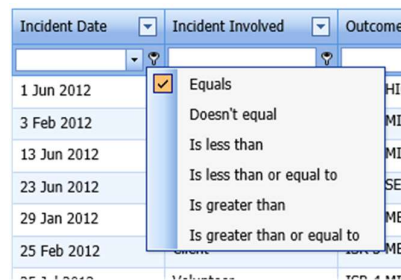 Incident Date Incident Involved Outcome
Equals
1 Jun 2012
Doesn't equal
3 Feb 2012
Is less than
13 Jun 2012
Is less than or equal to
23 Jun 2012
Is greater than
29 Jan 2012
Is greater than or equal to
25 Feb 2012